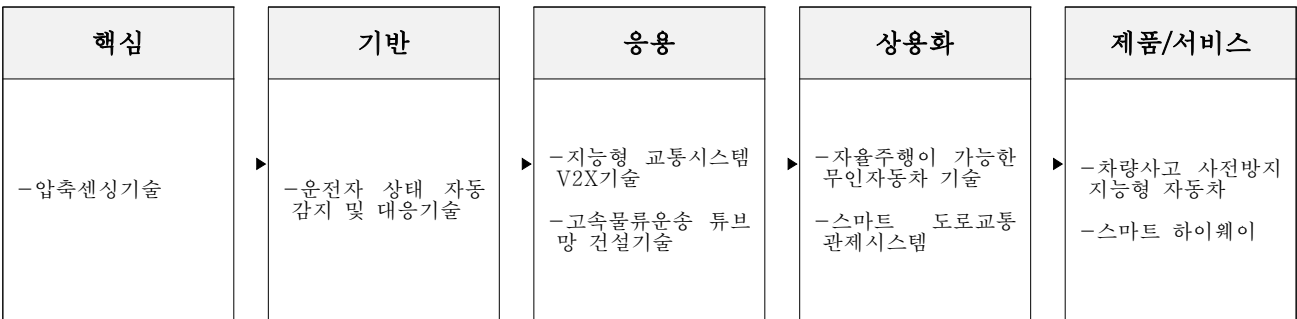 핵심
-압축센싱기술
기반
-운전자 상태 자동
감지 및 대응기술
응용
-지능형 교통시스템
V2X기술
-고속물류운송 튜브
망 건설기술
상용화
-자율주행이 가능한
무인자동차 기술
-스마트 도로교통
관제시스템
제품/서비스
-차량사고 사전방지
지능형 자동차
-스마트 하이웨이